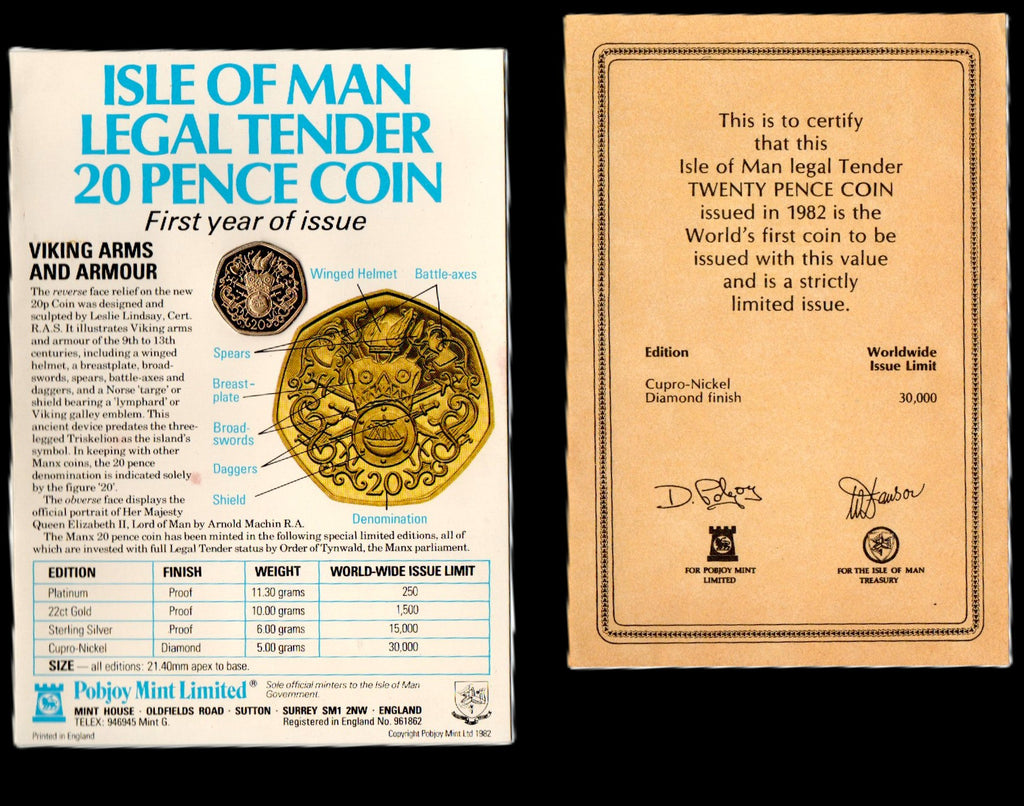 ISLE OF MAN
LEGAL TENDER
20 PENCE COIN
First year of issue
VIKING ARMS
AND ARMOUR
The reverse face relief on the new
20p Coin was designed and
sculpted by Leslie Lindsay, Cert.
R.A.S. It illustrates Viking arms
and armour of the 9th to 13th
centuries, including a winged
helmet, a breastplate, broad-
swords, spears, battle-axes and
daggers, and a Norse 'targe' or
shield bearing a 'lymphard' or
Viking galley emblem. This
ancient device predates the three-
legged Triskelion as the island's
symbol. In keeping with other
Manx coins, the 20 pence
denomination is indicated solely
by the figure '20'.
The obverse face displays the
official portrait of Her Majesty
Queen Elizabeth II, Lord of Man by Arnold Machin R.A.
The Manx 20 pence coin has been minted in the following special limited editions, all of
which are invested with full Legal Tender status by Order of Tynwald, the Manx parliament.
20
Winged Helmet Battle-axes
Spears
Breast-
plate
Broad-
swords
Daggers
Shield
20
Denomination
EDITION FINISH WEIGHT WORLD-WIDE ISSUE LIMIT
Platinum Proof 11.30 grams 250
22ct Gold Proof 10.00 grams 1,500
Sterling Silver Proof 6.00 grams 15,000
Cupro-Nickel Diamond 5.00 grams 30,000
SIZE — all editions: 21.40mm apex to base.
Pobjoy Mint Limited ® Sole official minters to the Isle of Man
Government.
MINT HOUSE · OLDFIELDS ROAD · SUTTON · SURREY SM1 2NW · ENGLAND
TELEX: 946945 Mint G. Registered in England No. 961862
Printed in England Copyright Pobjoy Mint Ltd 1982
This is to certify
that this
Isle of Man legal Tender
TWENTY PENCE COIN
issued in 1982 is the
World's first coin to be
issued with this value
and is a strictly
limited issue.
Edition Worldwide
Issue Limit
Cupro-Nickel
Diamond finish 30,000
D. Pobjoy
FOR POBJOY MINT
LIMITED
FOR THE ISLE OF MAN
TREASURY